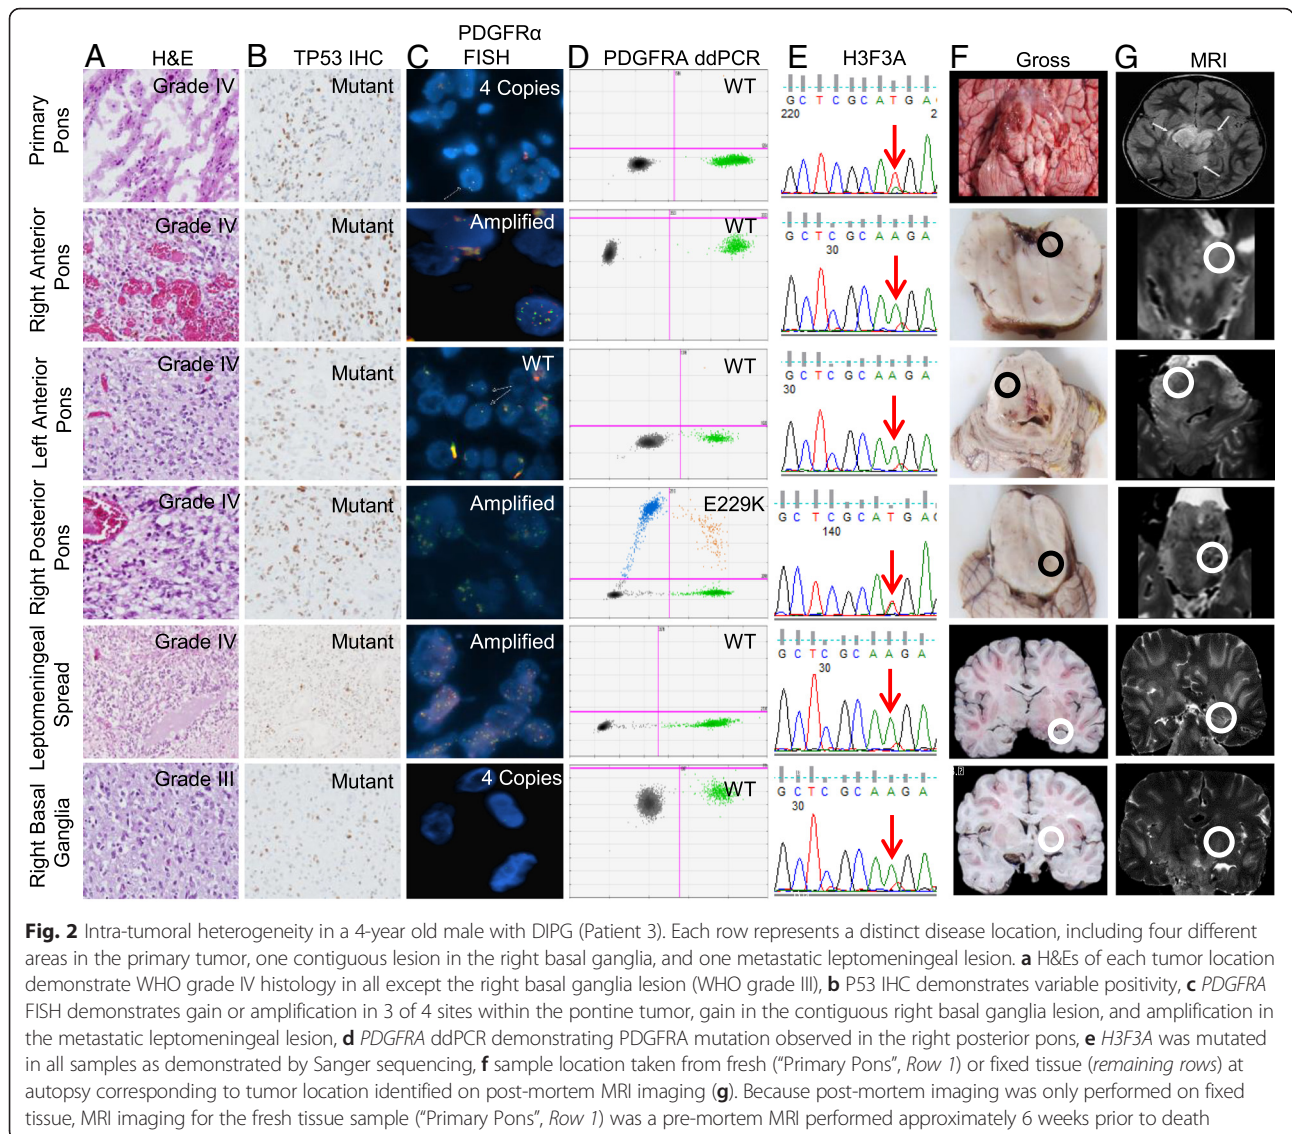 A H&E B TP53 IHC C PDGFRα FISH D PDGFRA ddPCR E H3F3A F Gross G MRI
Primary Pons
Grade IV
Mutant
4 Copies
WT
G C T C G C A T G A
220 2
Right Anterior Pons
Grade IV
Mutant
Amplified
WT
G C T C G C A A G A
30
Left Anterior Pons
Grade IV
Mutant
WT
WT
G C T C G C A A G A
30
Right Posterior Pons
Grade IV
Mutant
Amplified
E229K
G C T C G C A T G A
140
Leptomeningeal Spread
Grade IV
Mutant
Amplified
WT
G C T C G C A A G A
30
Right Basal Ganglia
Grade III
Mutant
4 Copies
WT
G C T C G C A A G A
30
Fig. 2 Intra-tumoral heterogeneity in a 4-year old male with DIPG (Patient 3). Each row represents a distinct disease location, including four different
areas in the primary tumor, one contiguous lesion in the right basal ganglia, and one metastatic leptomeningeal lesion. a H&Es of each tumor location
demonstrate WHO grade IV histology in all except the right basal ganglia lesion (WHO grade III), b P53 IHC demonstrates variable positivity, c PDGFRA
FISH demonstrates gain or amplification in 3 of 4 sites within the pontine tumor, gain in the contiguous right basal ganglia lesion, and amplification in
the metastatic leptomeningeal lesion, d PDGFRA ddPCR demonstrating PDGFRA mutation observed in the right posterior pons, e H3F3A was mutated
in all samples as demonstrated by Sanger sequencing, f sample location taken from fresh (“Primary Pons”, Row 1) or fixed tissue (remaining rows) at
autopsy corresponding to tumor location identified on post-mortem MRI imaging (g). Because post-mortem imaging was only performed on fixed
tissue, MRI imaging for the fresh tissue sample (“Primary Pons”, Row 1) was a pre-mortem MRI performed approximately 6 weeks prior to death